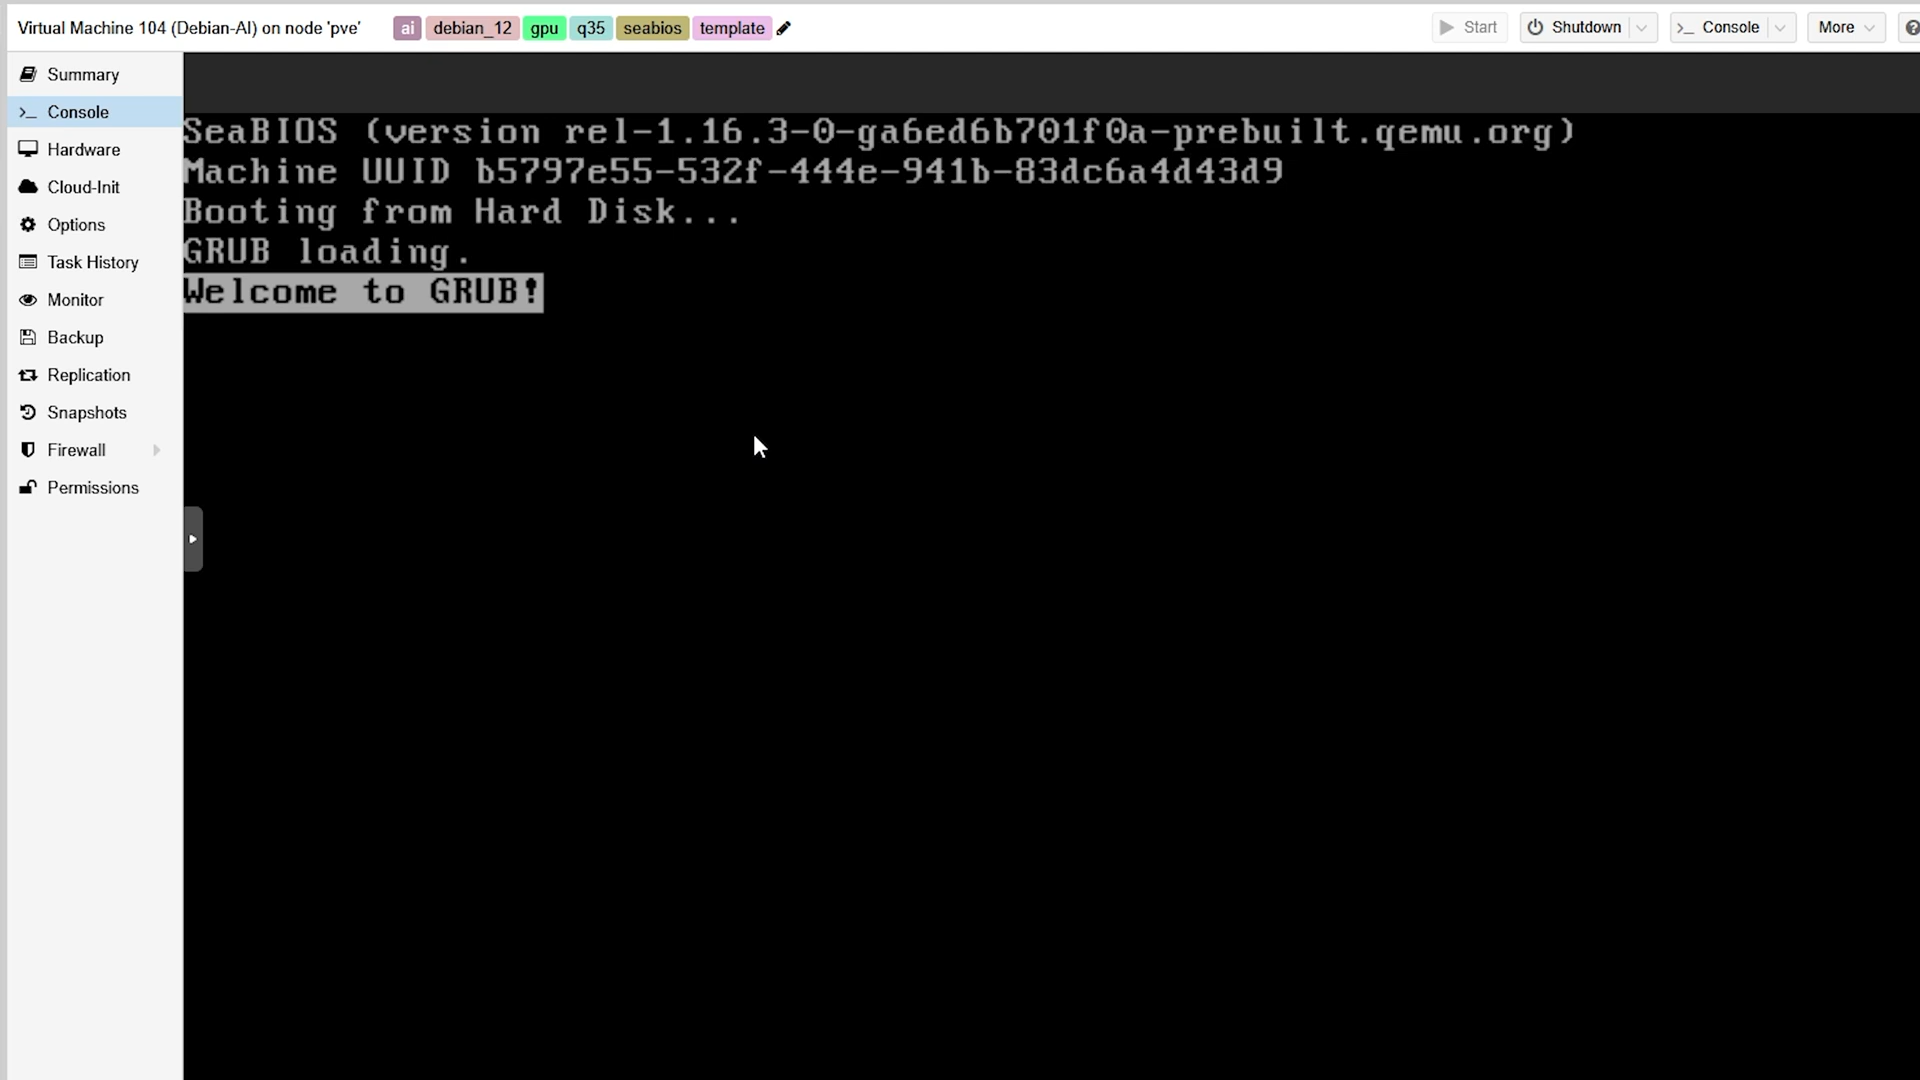 Virtual Machine 104 (Debian-AI) on node 'pve' ai debian_12 gpu q35 seabios template Start Shutdown Console More
Summary
Console
Hardware
Cloud-Init
Options
Task History
Monitor
Backup
Replication
Snapshots
Firewall
Permissions
SeaBIOS (version rel-1.16.3-0-ga6ed6b701f0a-prebuilt.qemu.org)
Machine UUID b5797e55-532f-444e-941b-83dc6a4d43d9
Booting from Hard Disk...
GRUB loading.
Welcome to GRUB!